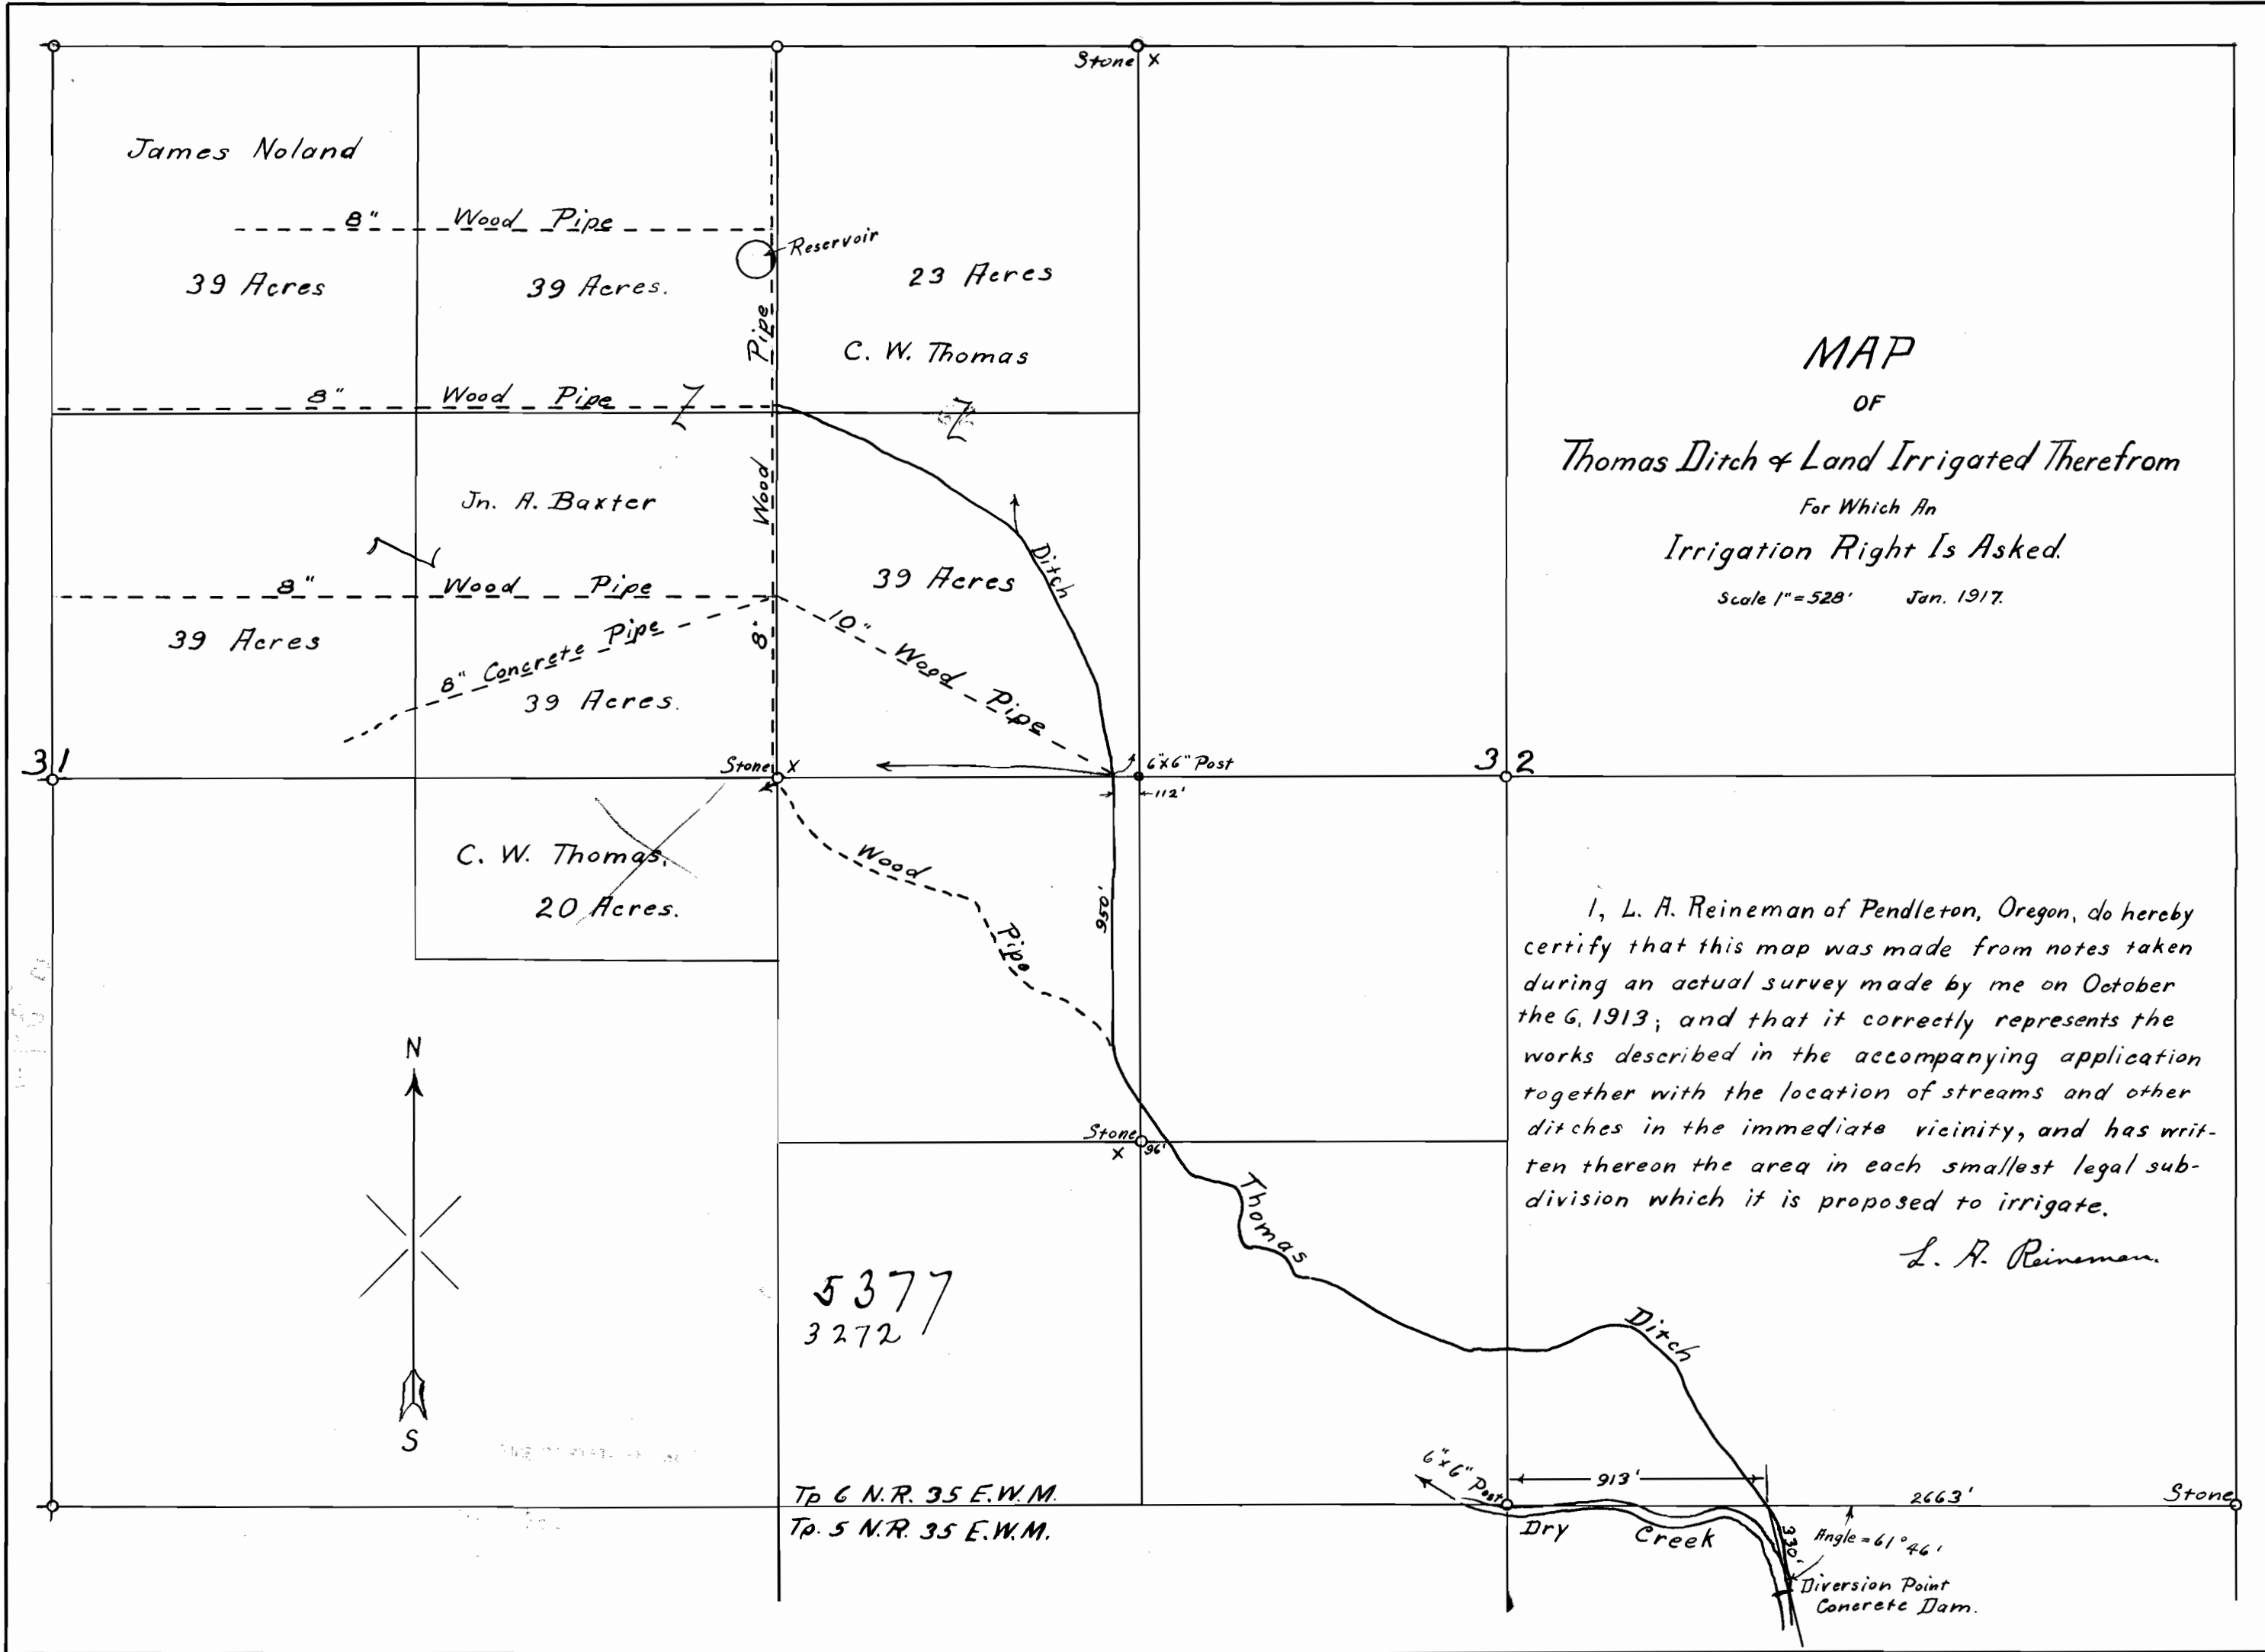 Stone X
James Noland
8" Wood Pipe
Reservoir
39 Acres
39 Acres.
23 Acres
C. W. Thomas
8" Wood Pipe
8" Wood Pipe
MAP
OF
Thomas Ditch & Land Irrigated Therefrom
For Which An
Irrigation Right Is Asked.
Scale 1"=528' Jan. 1917.
Jn. A. Baxter
8" Wood Pipe
39 Acres
Ditch
39 Acres
8" Concrete Pipe
39 Acres.
10" Wood Pipe
31
Stone X
6"x6" Post
112'
32
C. W. Thomas.
20 Acres.
Wood Pipe
950'
I, L. A. Reineman of Pendleton, Oregon, do hereby
certify that this map was made from notes taken
during an actual survey made by me on October
the 6, 1913; and that it correctly represents the
works described in the accompanying application
together with the location of streams and other
ditches in the immediate vicinity, and has writ-
ten thereon the area in each smallest legal sub-
division which it is proposed to irrigate.
L. A. Reineman.
N
S
Stone
X
96'
Thomas Ditch
5377
3272
6"x6" Post
913'
2663'
Stone
Tp 6 N.R. 35 E.W.M.
Tp. 5 N.R. 35 E.W.M.
Dry Creek
330'
Angle=61°46'
Diversion Point
Concrete Dam.